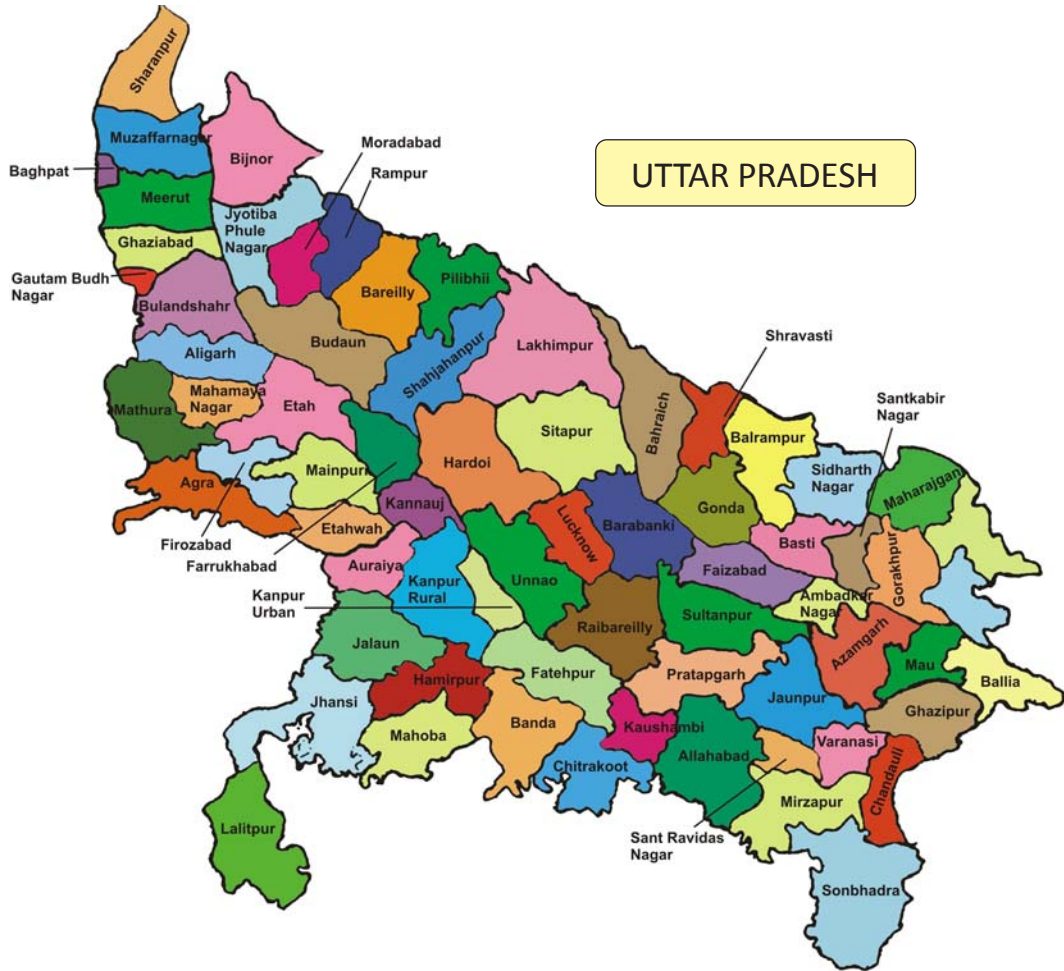 Sharanpur
Muzaffarnagar
Baghpat
Meerut
Bijnor
Moradabad
Rampur
UTTAR PRADESH
Jyotiba
Phule
Nagar
Ghaziabad
Gautam Budh
Nagar
Bulandshahr
Bareilly
Pilibhii
Budaun
Shahjahanpur
Lakhimpur
Shravasti
Aligarh
Mathura
Mahamaya
Nagar
Etah
Sitapur
Bahraich
Balrampur
Santkabir
Nagar
Hardoi
Mainpuri
Sidharth
Nagar
Maharajganj
Agra
Kannauj
Gonda
Firozabad
Farrukhabad
Etahwah
Lucknow
Barabanki
Basti
Gorakhpur
Auraiya
Kanpur
Rural
Kanpur
Urban
Unnao
Faizabad
Ambadkar
Nagar
Raibareilly
Sultanpur
Azamgarh
Jalaun
Hamirpur
Fatehpur
Pratapgarh
Mau
Ballia
Jhansi
Jaunpur
Ghazipur
Mahoba
Banda
Kaushambi
Allahabad
Varanasi
Chitrakoot
Chandauli
Mirzapur
Lalitpur
Sant Ravidas
Nagar
Sonbhadra